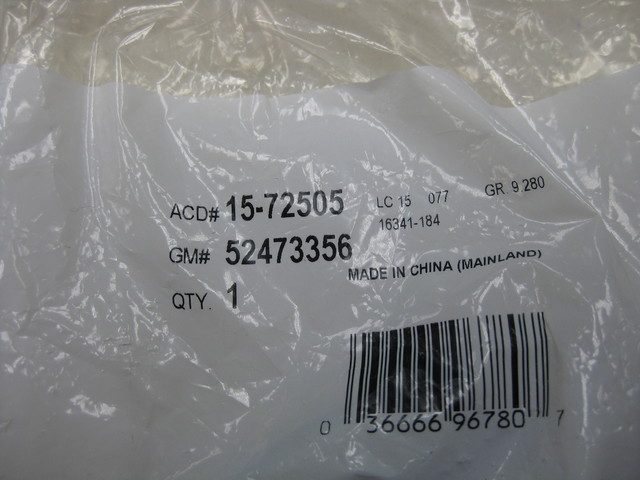 ACD# 15-72505 LC 15 077 GR. 9.280
16341-184
GM# 52473356
MADE IN CHINA (MAINLAND)
QTY. 1
0 36666 96780 7